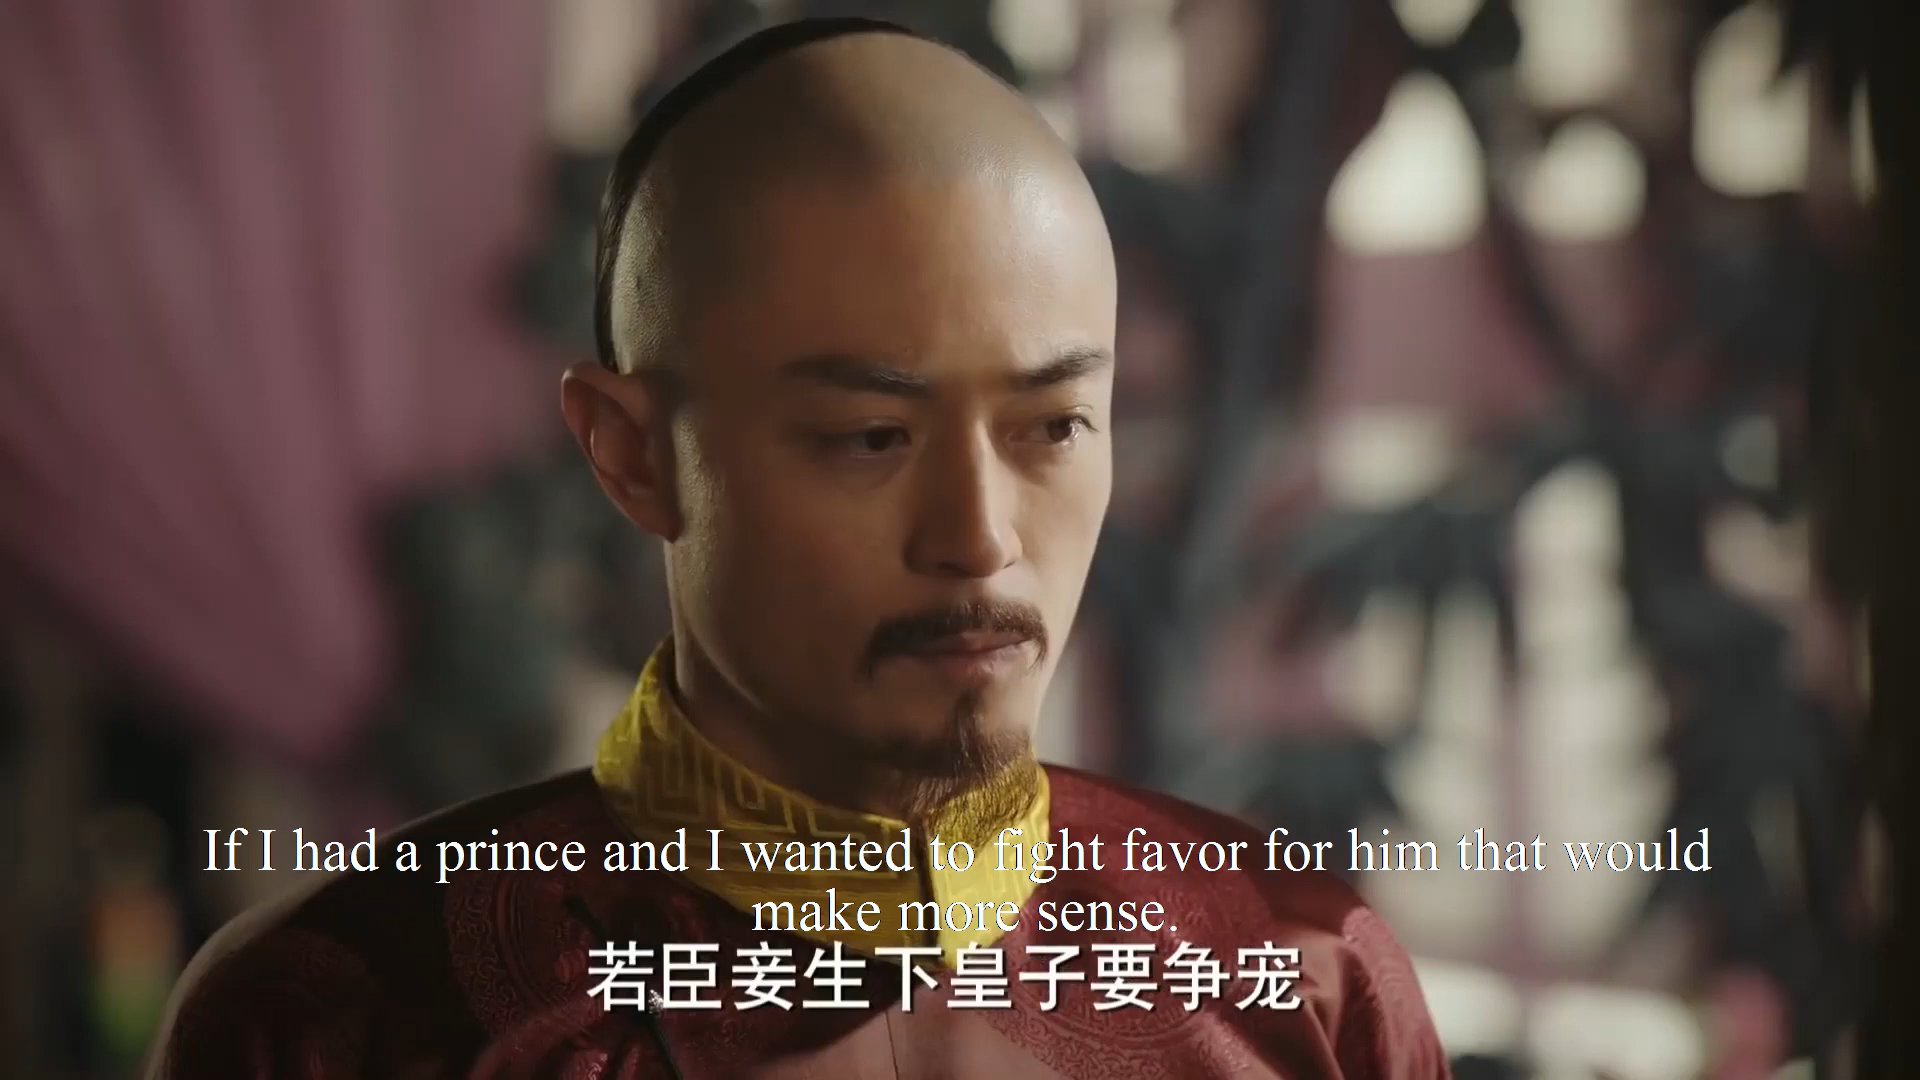 If I had a prince and I wanted to fight favor for him that would
make more sense.
若臣妾生下皇子要争宠